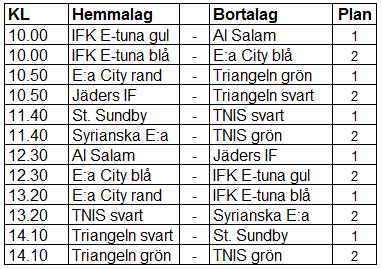 KL Hemmalag Bortalag Plan
10.00 IFK E-tuna gul - Al Salam 1
10.00 IFK E-tuna blå - E:a City blå 2
10.50 E:a City rand - Triangeln grön 1
10.50 Jäders IF - Triangeln svart 2
11.40 St. Sundby - TNIS svart 1
11.40 Syrianska E:a - TNIS grön 2
12.30 Al Salam - Jäders IF 1
12.30 E:a City blå - IFK E-tuna gul 2
13.20 E:a City rand - IFK E-tuna blå 1
13.20 TNIS svart - Syrianska E:a 2
14.10 Triangeln svart - St. Sundby 1
14.10 Triangeln grön - TNIS grön 2